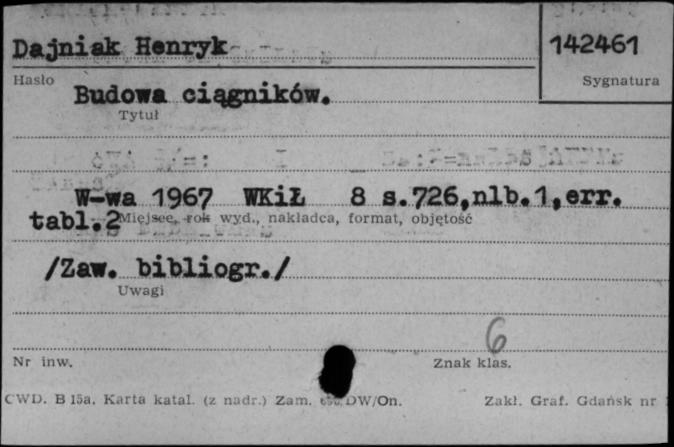 Dajniak Henryk
142461
Hasło
Sygnatura
Budowa ciągników.
Tytuł
W-wa 1967 WKiŁ 8 s.726,nlb.1,err.
tabl.2
Miejsce, rok wyd., nakładca, format, objętość
/Zaw. bibliogr./
Uwagi
6
Nr inw.
Znak klas.
CWD. B 15a. Karta katal. (z nadr.) Zam. DW/On.
Zakł. Graf. Gdańsk nr